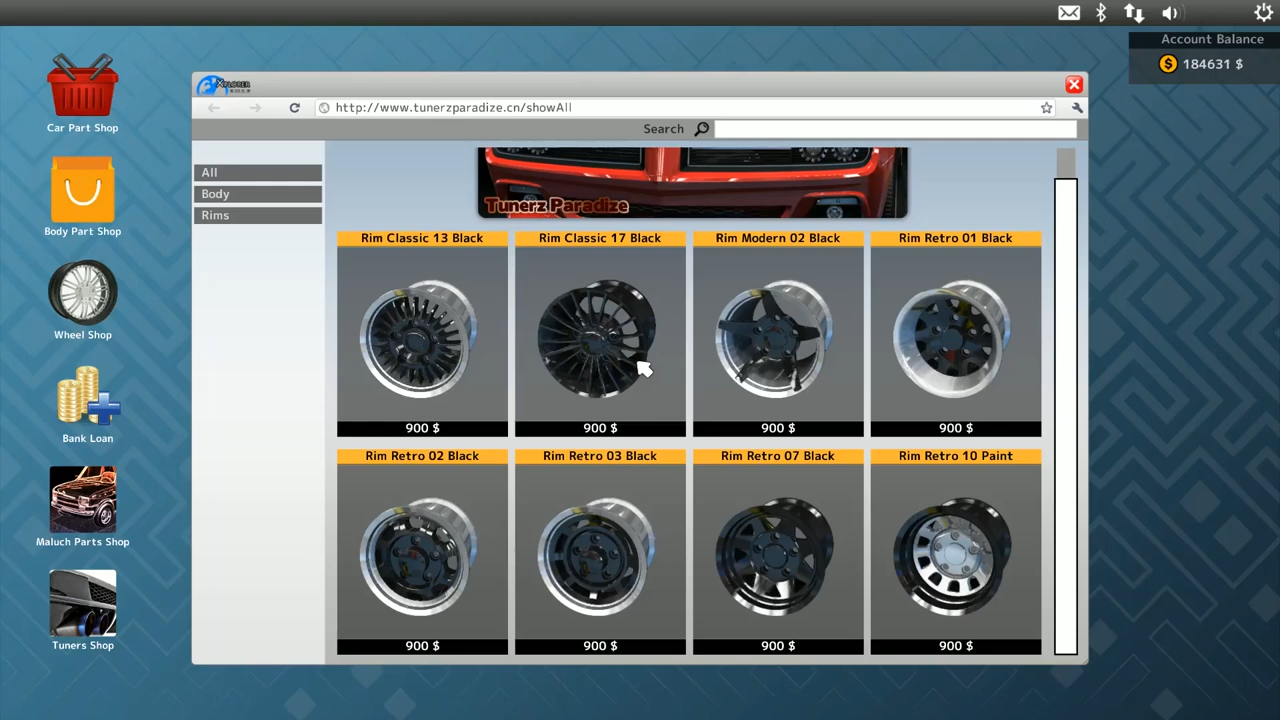 Account Balance
184631 $
Car Part Shop
Body Part Shop
Wheel Shop
Bank Loan
Maluch Parts Shop
Tuners Shop
XPLORER
http://www.tunerzparadize.cn/showAll
Search
All
Body
Rims
Tunerz Paradize
Rim Classic 13 Black
Rim Classic 17 Black
Rim Modern 02 Black
Rim Retro 01 Black
900 $
900 $
900 $
900 $
Rim Retro 02 Black
Rim Retro 03 Black
Rim Retro 07 Black
Rim Retro 10 Paint
900 $
900 $
900 $
900 $